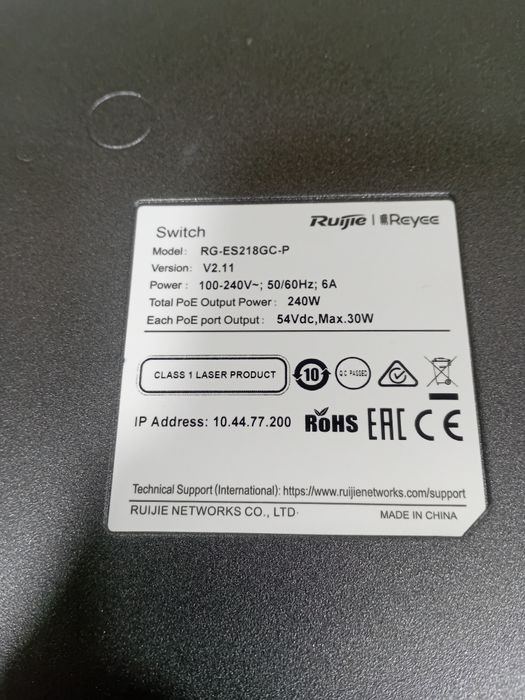 Ruijie | Reyee
Switch
Model: RG-ES218GC-P
Version: V2.11
Power: 100-240V~; 50/60Hz; 6A
Total PoE Output Power: 240W
Each PoE port Output: 54Vdc,Max.30W
CLASS 1 LASER PRODUCT
10
Q.C PASSED
IP Address: 10.44.77.200
RoHS EAC CE
Technical Support(International): https://www.ruijienetworks.com/support
RUIJIE NETWORKS CO., LTD.
MADE IN CHINA